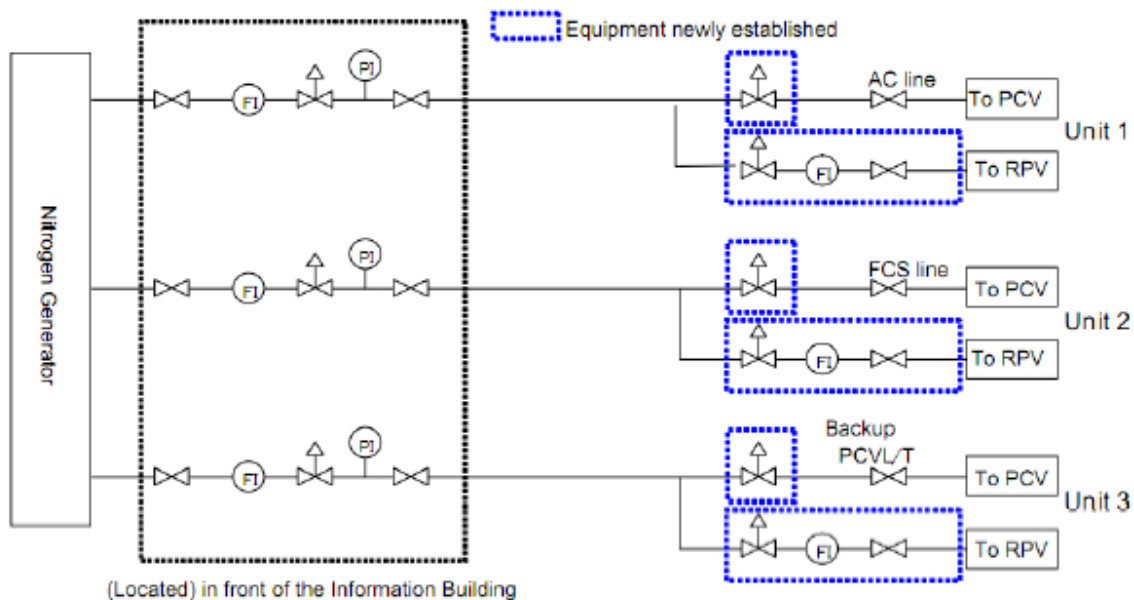 Equipment newly established
Nitrogen Generator
FI
PI
AC line
To PCV
Unit 1
FI
To RPV
FI
PI
FCS line
To PCV
Unit 2
FI
To RPV
FI
PI
Backup
PCVL/T
To PCV
Unit 3
FI
To RPV
(Located) in front of the Information Building